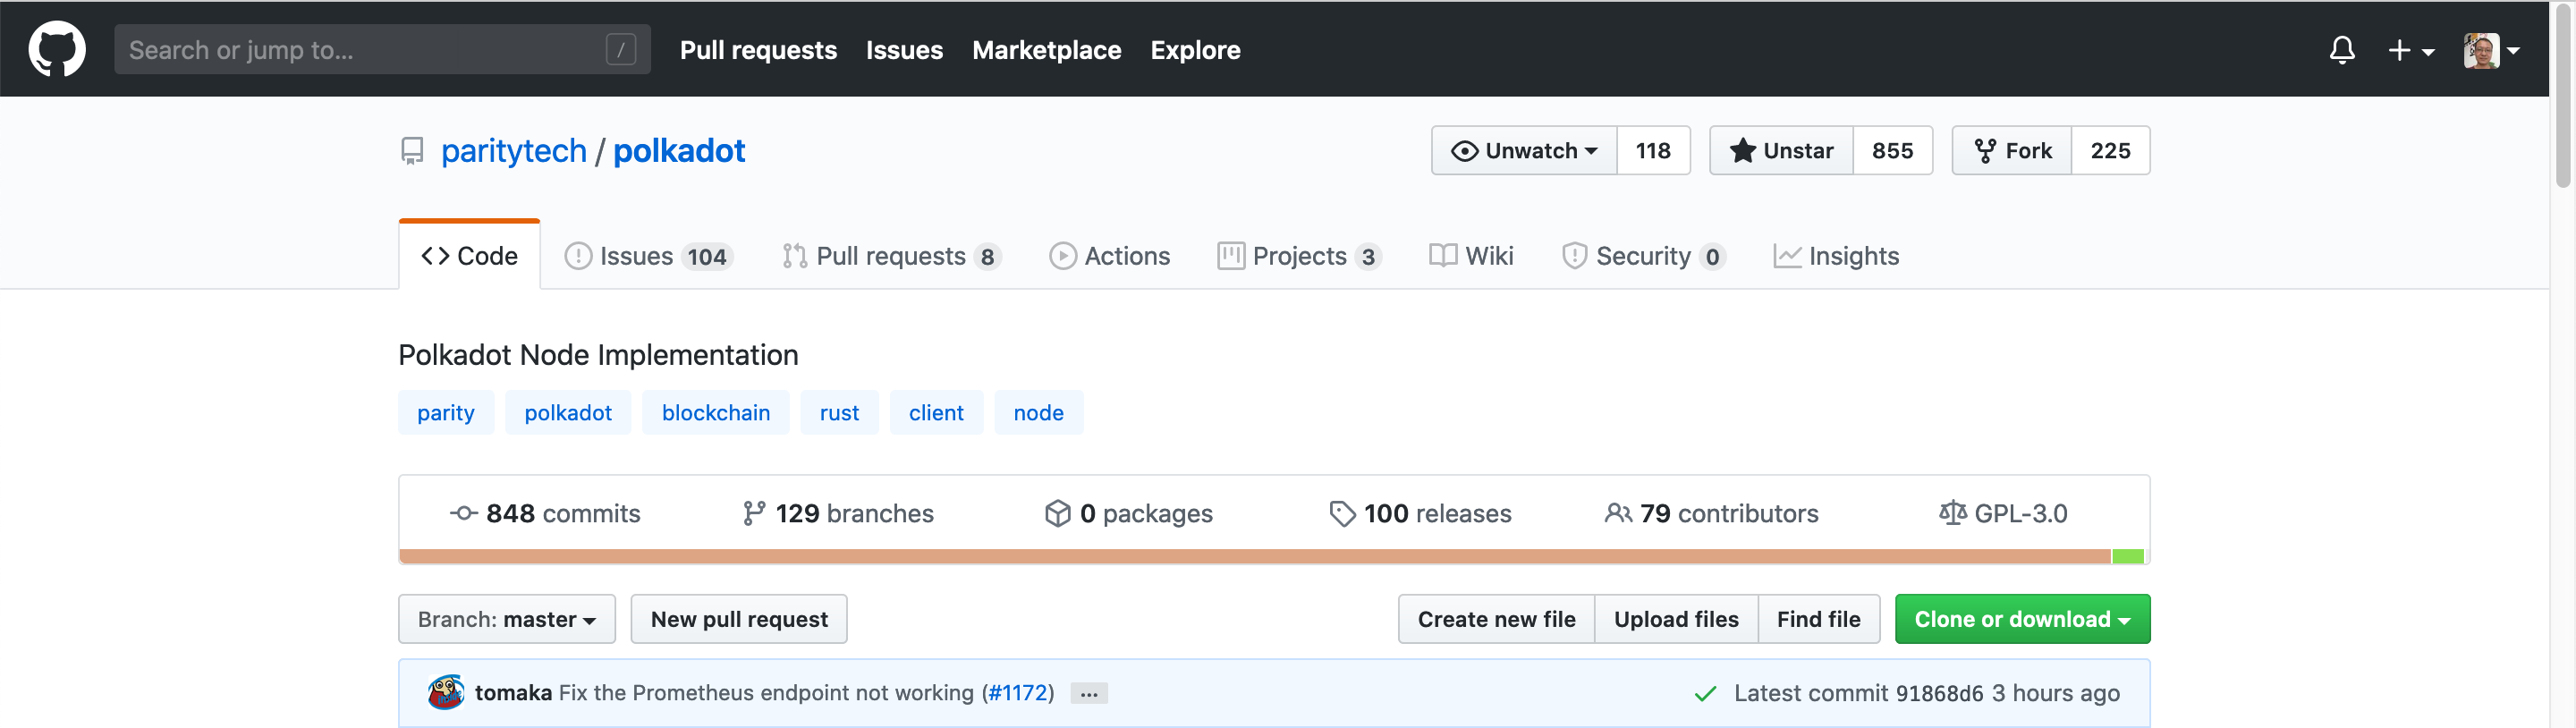 Search or jump to... / Pull requests Issues Marketplace Explore
paritytech / polkadot Unwatch 118 Unstar 855 Fork 225
Code Issues 104 Pull requests 8 Actions Projects 3 Wiki Security 0 Insights
Polkadot Node Implementation
parity polkadot blockchain rust client node
848 commits 129 branches 0 packages 100 releases 79 contributors GPL-3.0
Branch: master New pull request Create new file Upload files Find file Clone or download
tomaka Fix the Prometheus endpoint not working (#1172) ... Latest commit 91868d6 3 hours ago